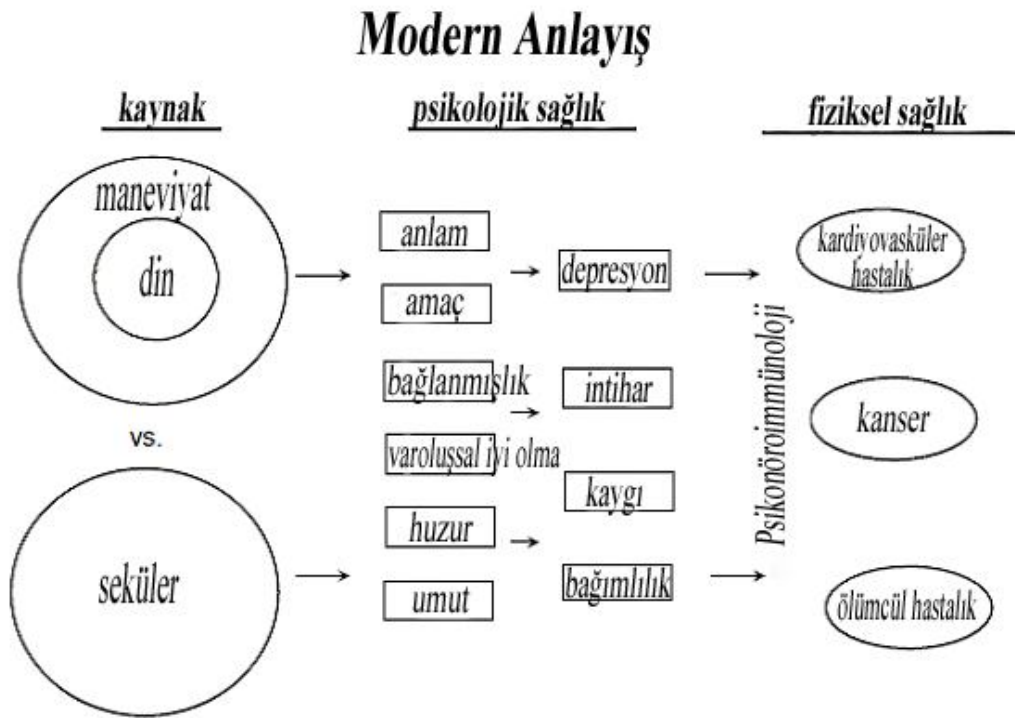 Modern Anlayış
kaynak
psikolojik sağlık
fiziksel sağlık
maneviyat
din
vs.
seküler
anlam
amaç
bağlanmışlık
varoluşsal iyi olma
huzur
umut
depresyon
intihar
kaygı
bağımlılık
Psikonöroimmünoloji
kardiyovasküler
hastalık
kanser
ölümcül hastalık